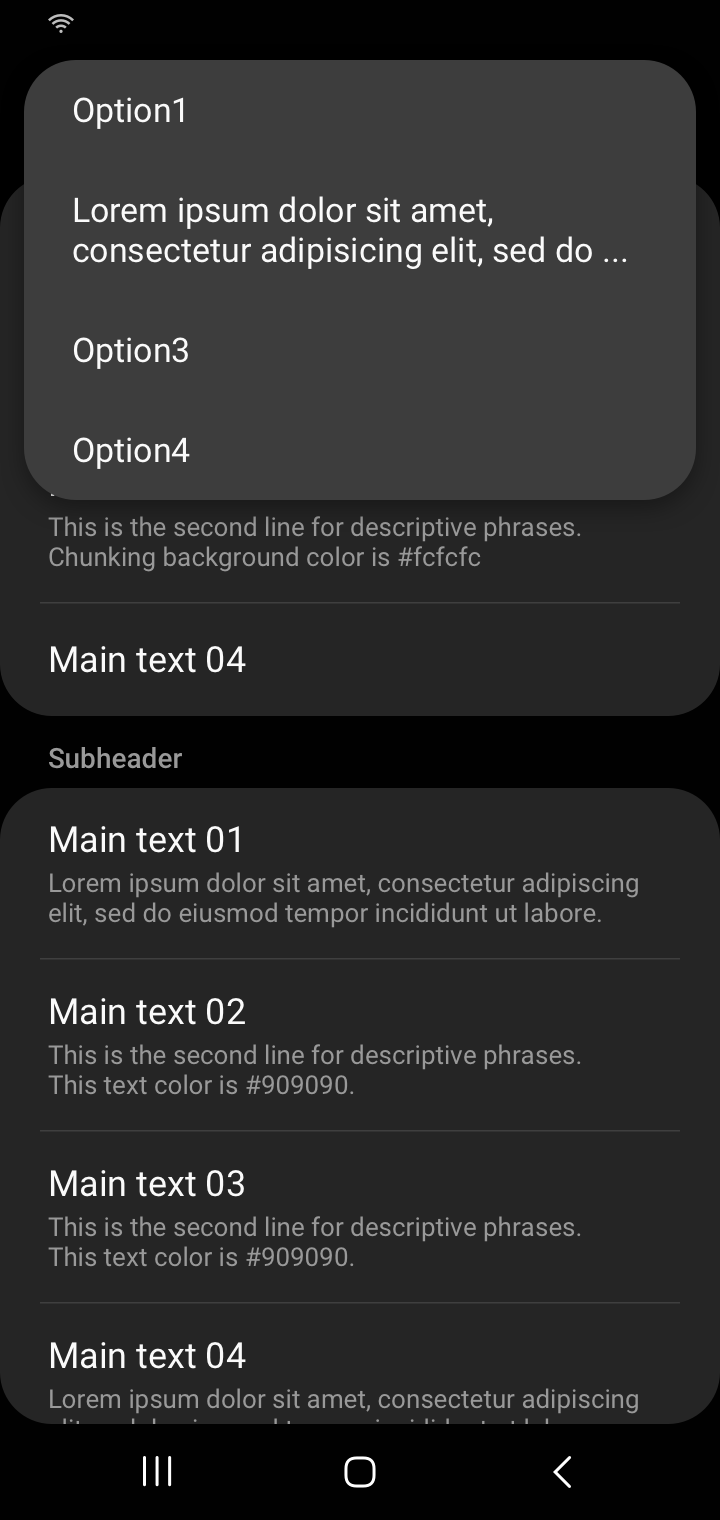 Option1
Lorem ipsum dolor sit amet,
consectetur adipisicing elit, sed do ...
Option3
Option4
This is the second line for descriptive phrases.
Chunking background color is #fcfcfc
Main text 04
Subheader
Main text 01
Lorem ipsum dolor sit amet, consectetur adipiscing
elit, sed do eiusmod tempor incididunt ut labore.
Main text 02
This is the second line for descriptive phrases.
This text color is #909090.
Main text 03
This is the second line for descriptive phrases.
This text color is #909090.
Main text 04
Lorem ipsum dolor sit amet, consectetur adipiscing